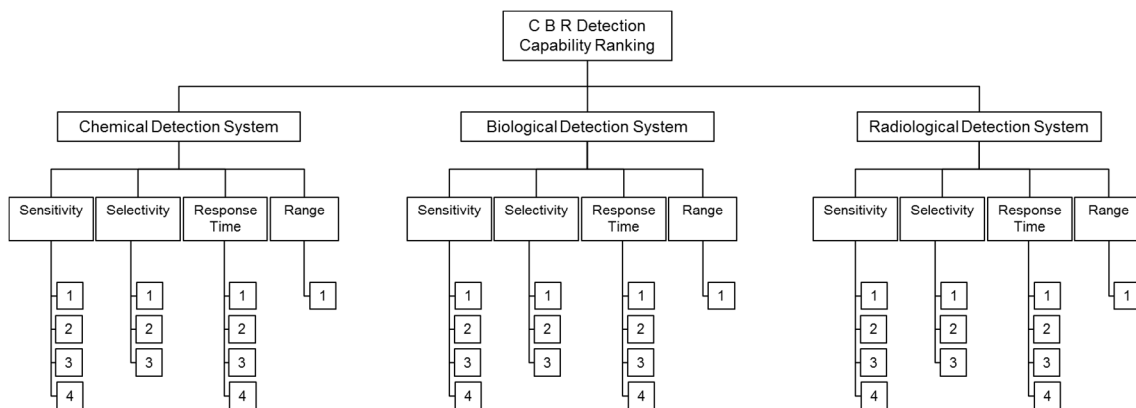 C B R Detection
Capability Ranking
Chemical Detection System
Biological Detection System
Radiological Detection System
Sensitivity
Selectivity
Response
Time
Range
Sensitivity
Selectivity
Response
Time
Range
Sensitivity
Selectivity
Response
Time
Range
1 1 1 1 1 1 1 1 1 1 1 1
2 2 2 2 2 2 2 2 2
3 3 3 3 3 3 3 3 3
4 4 4 4 4 4